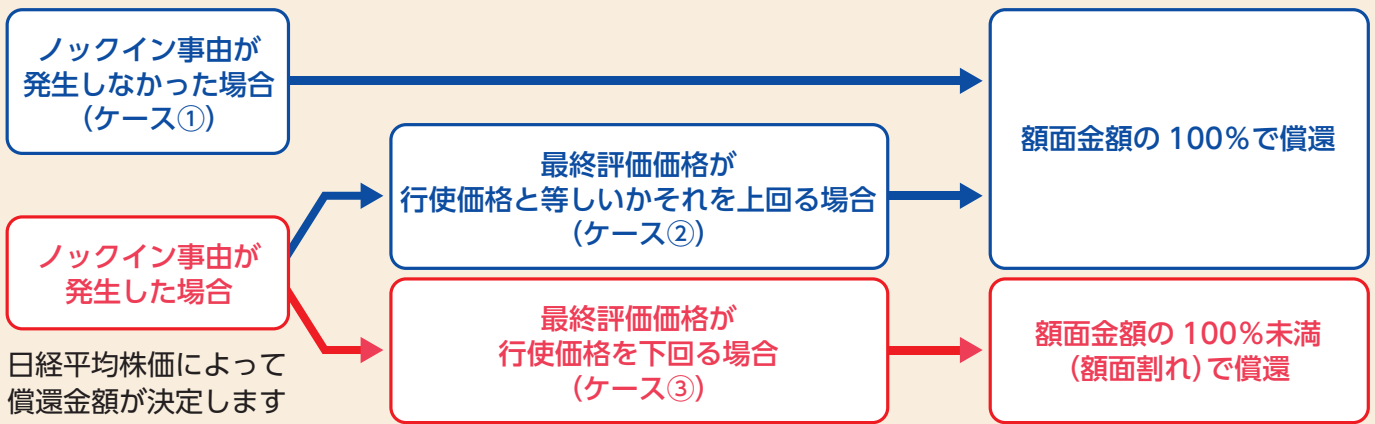 ノックイン事由が
発生しなかった場合
(ケース①)
額面金額の 100%で償還
最終評価価格が
行使価格と等しいかそれを上回る場合
(ケース②)
ノックイン事由が
発生した場合
最終評価価格が
行使価格を下回る場合
(ケース③)
額面金額の 100%未満
(額面割れ)で償還
日経平均株価によって
償還金額が決定します